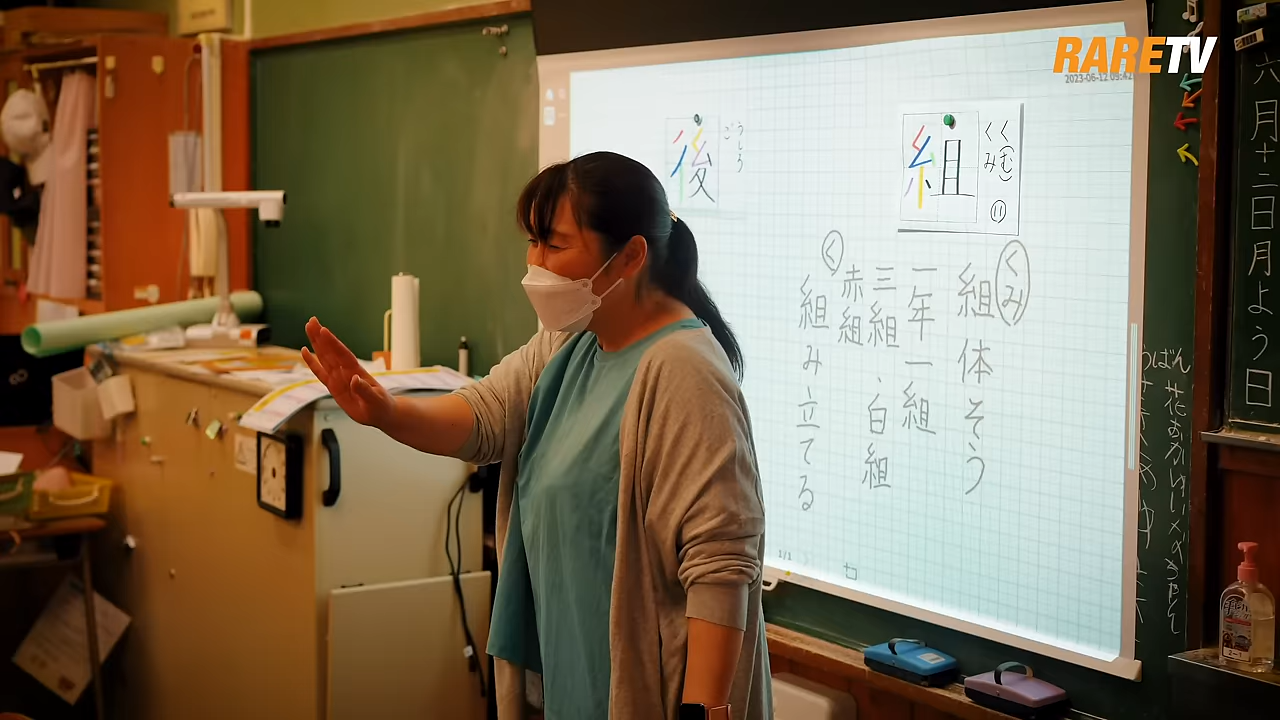 RARETV
2023-06-12
六月十二日月よう日
組
くみ
く(む)
⑪
後
うしろ
ご
くみ
組体そう
一年一組
三組、白組
赤組
く
組み立てる